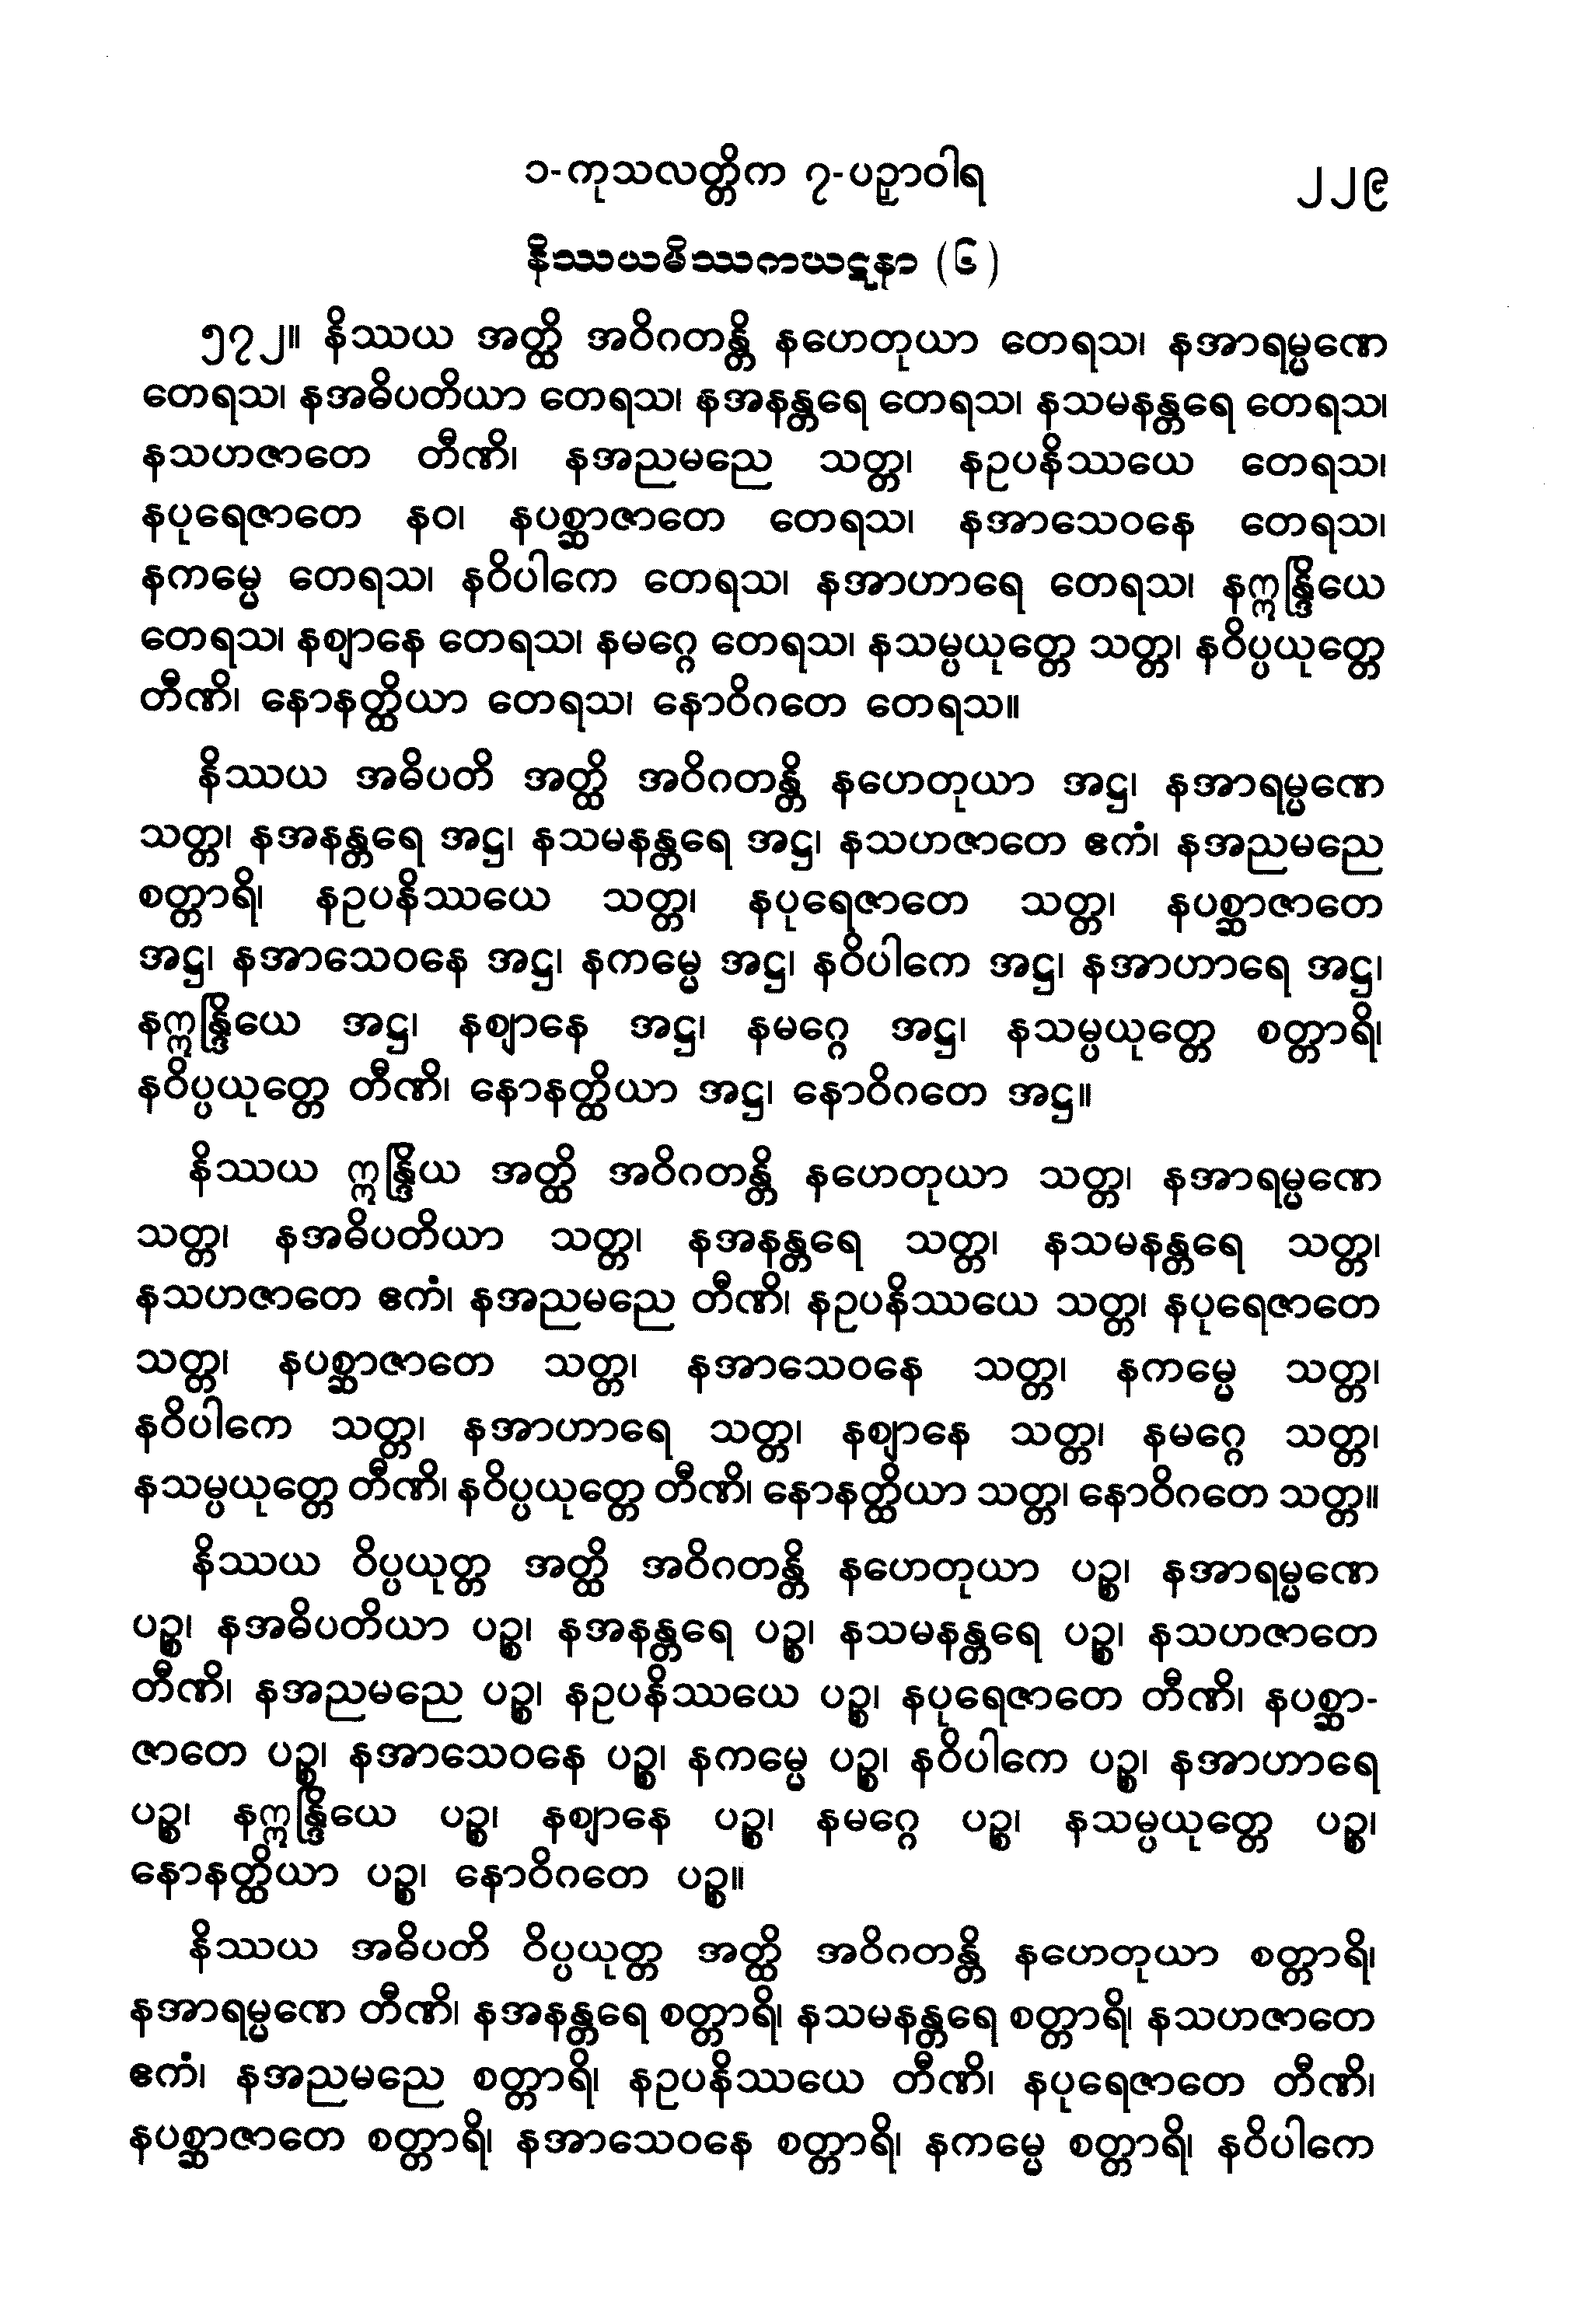 ၁-ကုသလတ္တိက ၇-ပဉှာဝါရ ၂၂၉
နိဿယမိဿကဃဋနာ (၆)
၅၇၂။ နိဿယ အတ္ထိ အဝိဂတန္တိ နဟေတုယာ တေရသ၊ နအာရမ္မဏေ
တေရသ၊ နအဓိပတိယာ တေရသ၊ နအနန္တရေ တေရသ၊ နသမနန္တရေ တေရသ၊
နသဟဇာတေ တီဏိ၊ နအညမညေ သတ္တ၊ နဥပနိဿယေ တေရသ၊
နပုရေဇာတေ နဝ၊ နပစ္ဆာဇာတေ တေရသ၊ နအာသေဝနေ တေရသ၊
နကမ္မေ တေရသ၊ နဝိပါကေ တေရသ၊ နအာဟာရေ တေရသ၊ နဣန္ဒြိယေ
တေရသ၊ နဈာနေ တေရသ၊ နမဂ္ဂေ တေရသ၊ နသမ္ပယုတ္တေ သတ္တ၊ နဝိပ္ပယုတ္တေ
တီဏိ၊ နောနတ္ထိယာ တေရသ၊ နောဝိဂတေ တေရသ။
နိဿယ အဓိပတိ အတ္ထိ အဝိဂတန္တိ နဟေတုယာ အဋ္ဌ၊ နအာရမ္မဏေ
သတ္တ၊ နအနန္တရေ အဋ္ဌ၊ နသမနန္တရေ အဋ္ဌ၊ နသဟဇာတေ ဧကံ၊ နအညမညေ
စတ္တာရိ၊ နဥပနိဿယေ သတ္တ၊ နပုရေဇာတေ သတ္တ၊ နပစ္ဆာဇာတေ
အဋ္ဌ၊ နအာသေဝနေ အဋ္ဌ၊ နကမ္မေ အဋ္ဌ၊ နဝိပါကေ အဋ္ဌ၊ နအာဟာရေ အဋ္ဌ၊
နဣန္ဒြိယေ အဋ္ဌ၊ နဈာနေ အဋ္ဌ၊ နမဂ္ဂေ အဋ္ဌ၊ နသမ္ပယုတ္တေ စတ္တာရိ၊
နဝိပ္ပယုတ္တေ တီဏိ၊ နောနတ္ထိယာ အဋ္ဌ၊ နောဝိဂတေ အဋ္ဌ။
နိဿယ ဣန္ဒြိယ အတ္ထိ အဝိဂတန္တိ နဟေတုယာ သတ္တ၊ နအာရမ္မဏေ
သတ္တ၊ နအဓိပတိယာ သတ္တ၊ နအနန္တရေ သတ္တ၊ နသမနန္တရေ သတ္တ၊
နသဟဇာတေ ဧကံ၊ နအညမညေ တီဏိ၊ နဥပနိဿယေ သတ္တ၊ နပုရေဇာတေ
သတ္တ၊ နပစ္ဆာဇာတေ သတ္တ၊ နအာသေဝနေ သတ္တ၊ နကမ္မေ သတ္တ၊
နဝိပါကေ သတ္တ၊ နအာဟာရေ သတ္တ၊ နဈာနေ သတ္တ၊ နမဂ္ဂေ သတ္တ၊
နသမ္ပယုတ္တေ တီဏိ၊ နဝိပ္ပယုတ္တေ တီဏိ၊ နောနတ္ထိယာ သတ္တ၊ နောဝိဂတေ သတ္တ။
နိဿယ ဝိပ္ပယုတ္တ အတ္ထိ အဝိဂတန္တိ နဟေတုယာ ပဉ္စ၊ နအာရမ္မဏေ
ပဉ္စ၊ နအဓိပတိယာ ပဉ္စ၊ နအနန္တရေ ပဉ္စ၊ နသမနန္တရေ ပဉ္စ၊ နသဟဇာတေ
တီဏိ၊ နအညမညေ ပဉ္စ၊ နဥပနိဿယေ ပဉ္စ၊ နပုရေဇာတေ တီဏိ၊ နပစ္ဆာ-
ဇာတေ ပဉ္စ၊ နအာသေဝနေ ပဉ္စ၊ နကမ္မေ ပဉ္စ၊ နဝိပါကေ ပဉ္စ၊ နအာဟာရေ
ပဉ္စ၊ နဣန္ဒြိယေ ပဉ္စ၊ နဈာနေ ပဉ္စ၊ နမဂ္ဂေ ပဉ္စ၊ နသမ္ပယုတ္တေ ပဉ္စ၊
နောနတ္ထိယာ ပဉ္စ၊ နောဝိဂတေ ပဉ္စ။
နိဿယ အဓိပတိ ဝိပ္ပယုတ္တ အတ္ထိ အဝိဂတန္တိ နဟေတုယာ စတ္တာရိ၊
နအာရမ္မဏေ တီဏိ၊ နအနန္တရေ စတ္တာရိ၊ နသမနန္တရေ စတ္တာရိ၊ နသဟဇာတေ
ဧကံ၊ နအညမညေ စတ္တာရိ၊ နဥပနိဿယေ တီဏိ၊ နပုရေဇာတေ တီဏိ၊
နပစ္ဆာဇာတေ စတ္တာရိ၊ နအာသေဝနေ စတ္တာရိ၊ နကမ္မေ စတ္တာရိ၊ နဝိပါကေ